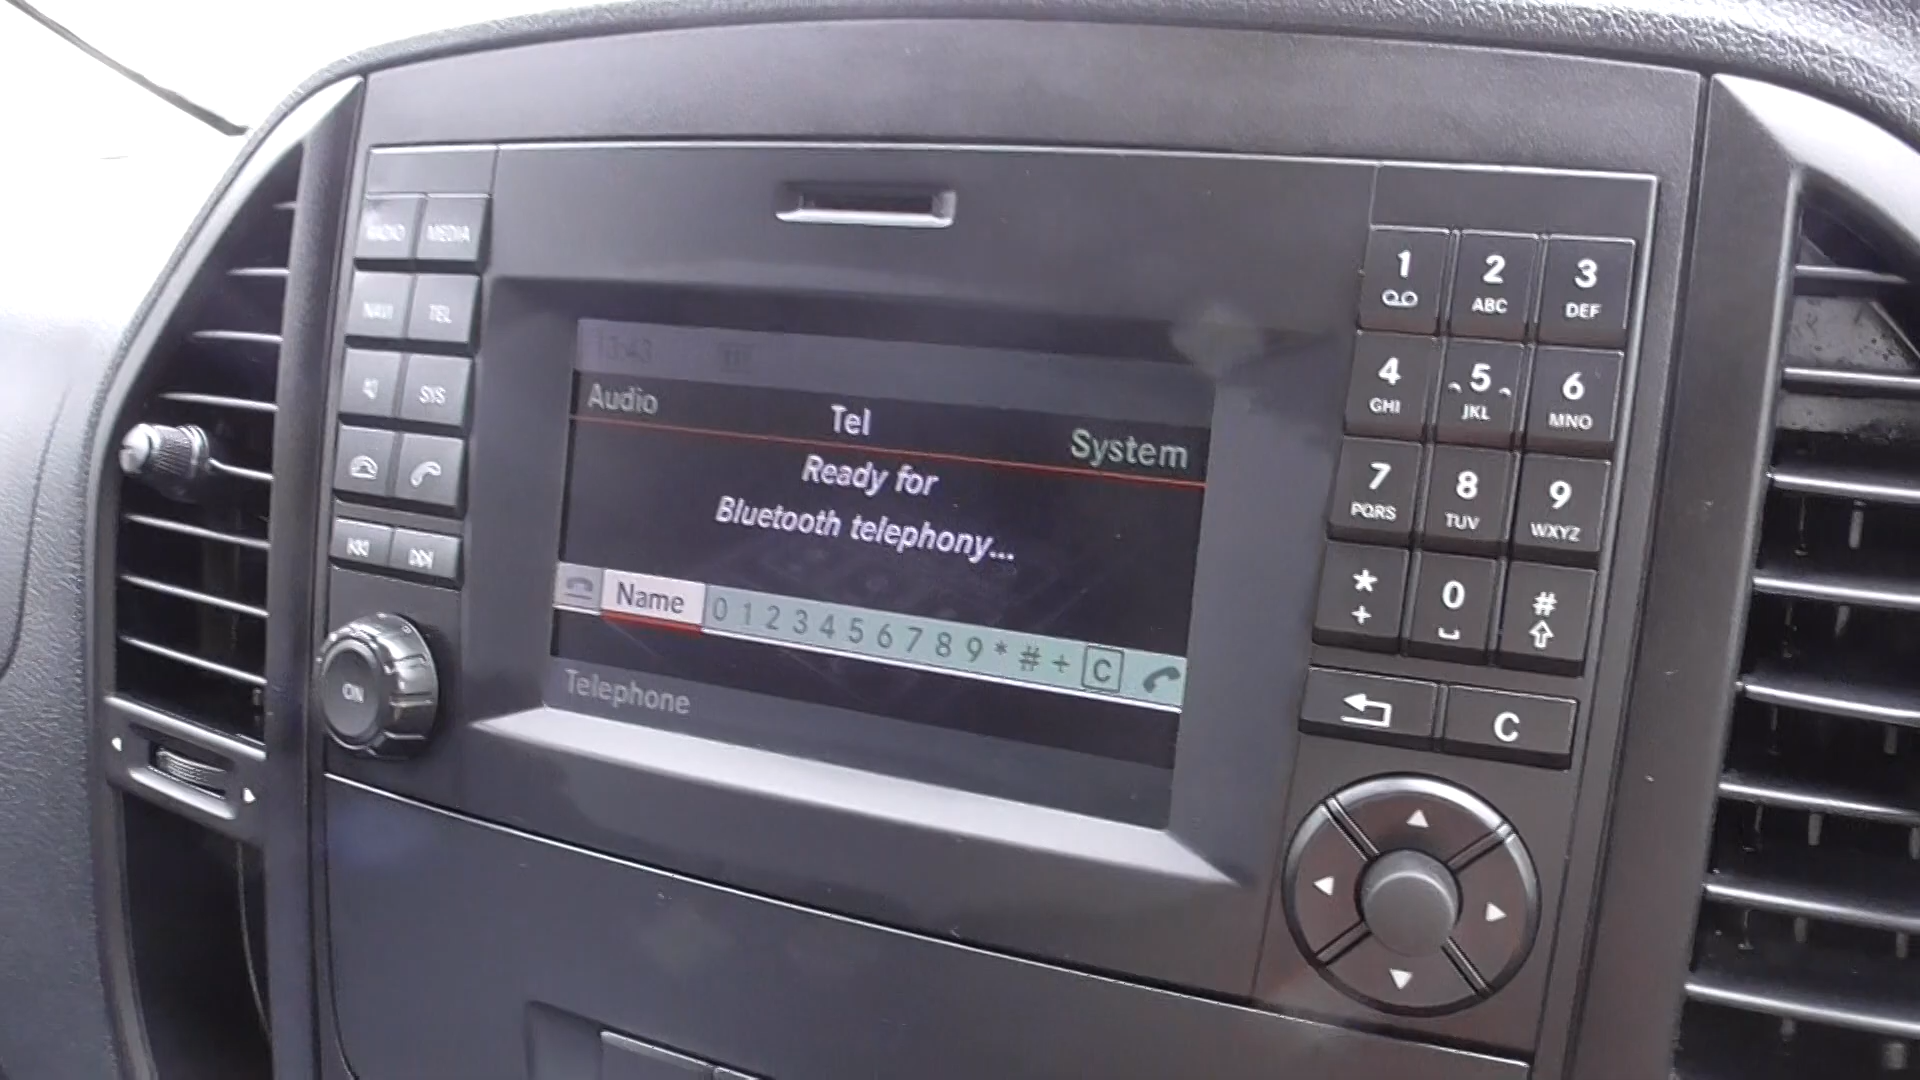 RADIO MEDIA
NAVI TEL
SYS
ON
13:43
Audio Tel System
Ready for
Bluetooth telephony...
Name 0 1 2 3 4 5 6 7 8 9 * # + C
Telephone
1 2 3
ABC DEF
4 5 6
GHI JKL MNO
7 8 9
PQRS TUV WXYZ
* 0 #
+
C